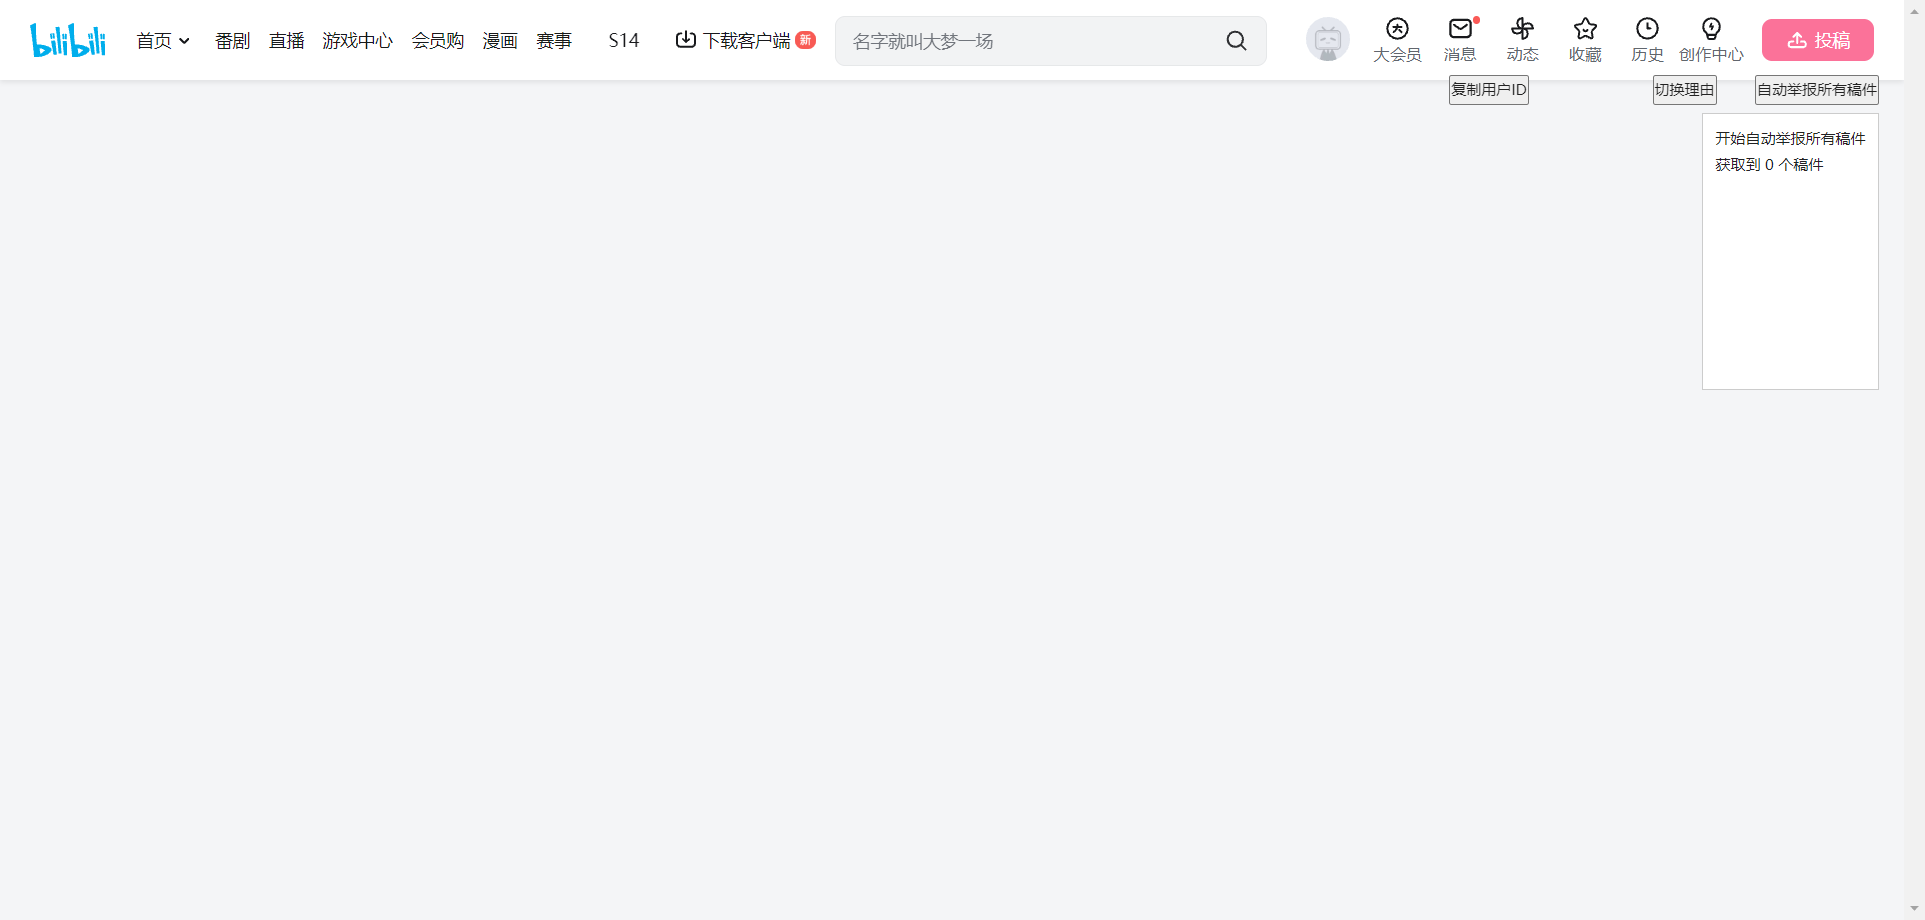 bilibili 首页 番剧 直播 游戏中心 会员购 漫画 赛事 S14 下载客户端 新 名字就叫大梦一场 大会员 消息 动态 收藏 历史 创作中心 投稿
复制用户ID 切换理由 自动举报所有稿件
开始自动举报所有稿件
获取到 0 个稿件